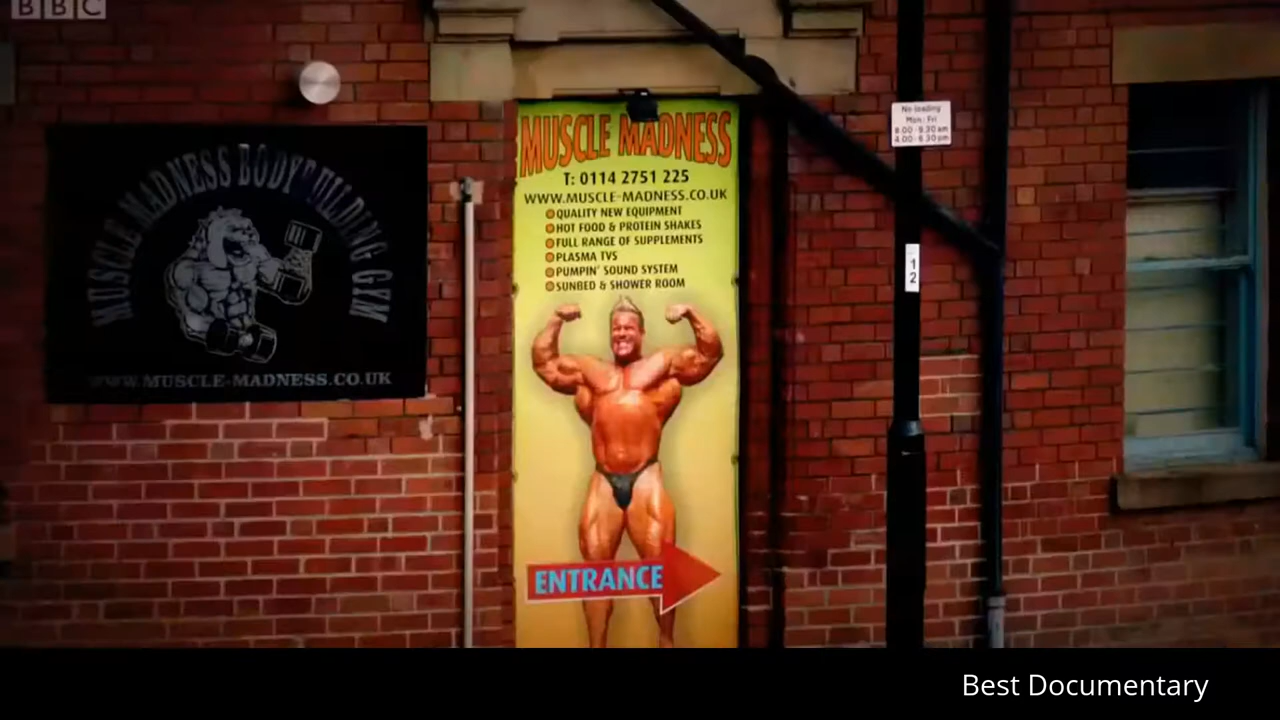 BBC
MUSCLE MADNESS BODYBUILDING GYM
WWW.MUSCLE-MADNESS.CO.UK
MUSCLE MADNESS
T: 0114 2751 225
WWW.MUSCLE-MADNESS.CO.UK
QUALITY NEW EQUIPMENT
HOT FOOD & PROTEIN SHAKES
FULL RANGE OF SUPPLEMENTS
PLASMA TVS
PUMPIN' SOUND SYSTEM
SUNBED & SHOWER ROOM
ENTRANCE
No loading
Mon - Fri
8.00 - 9.30 am
4.00 - 6.30 pm
1
2
Best Documentary